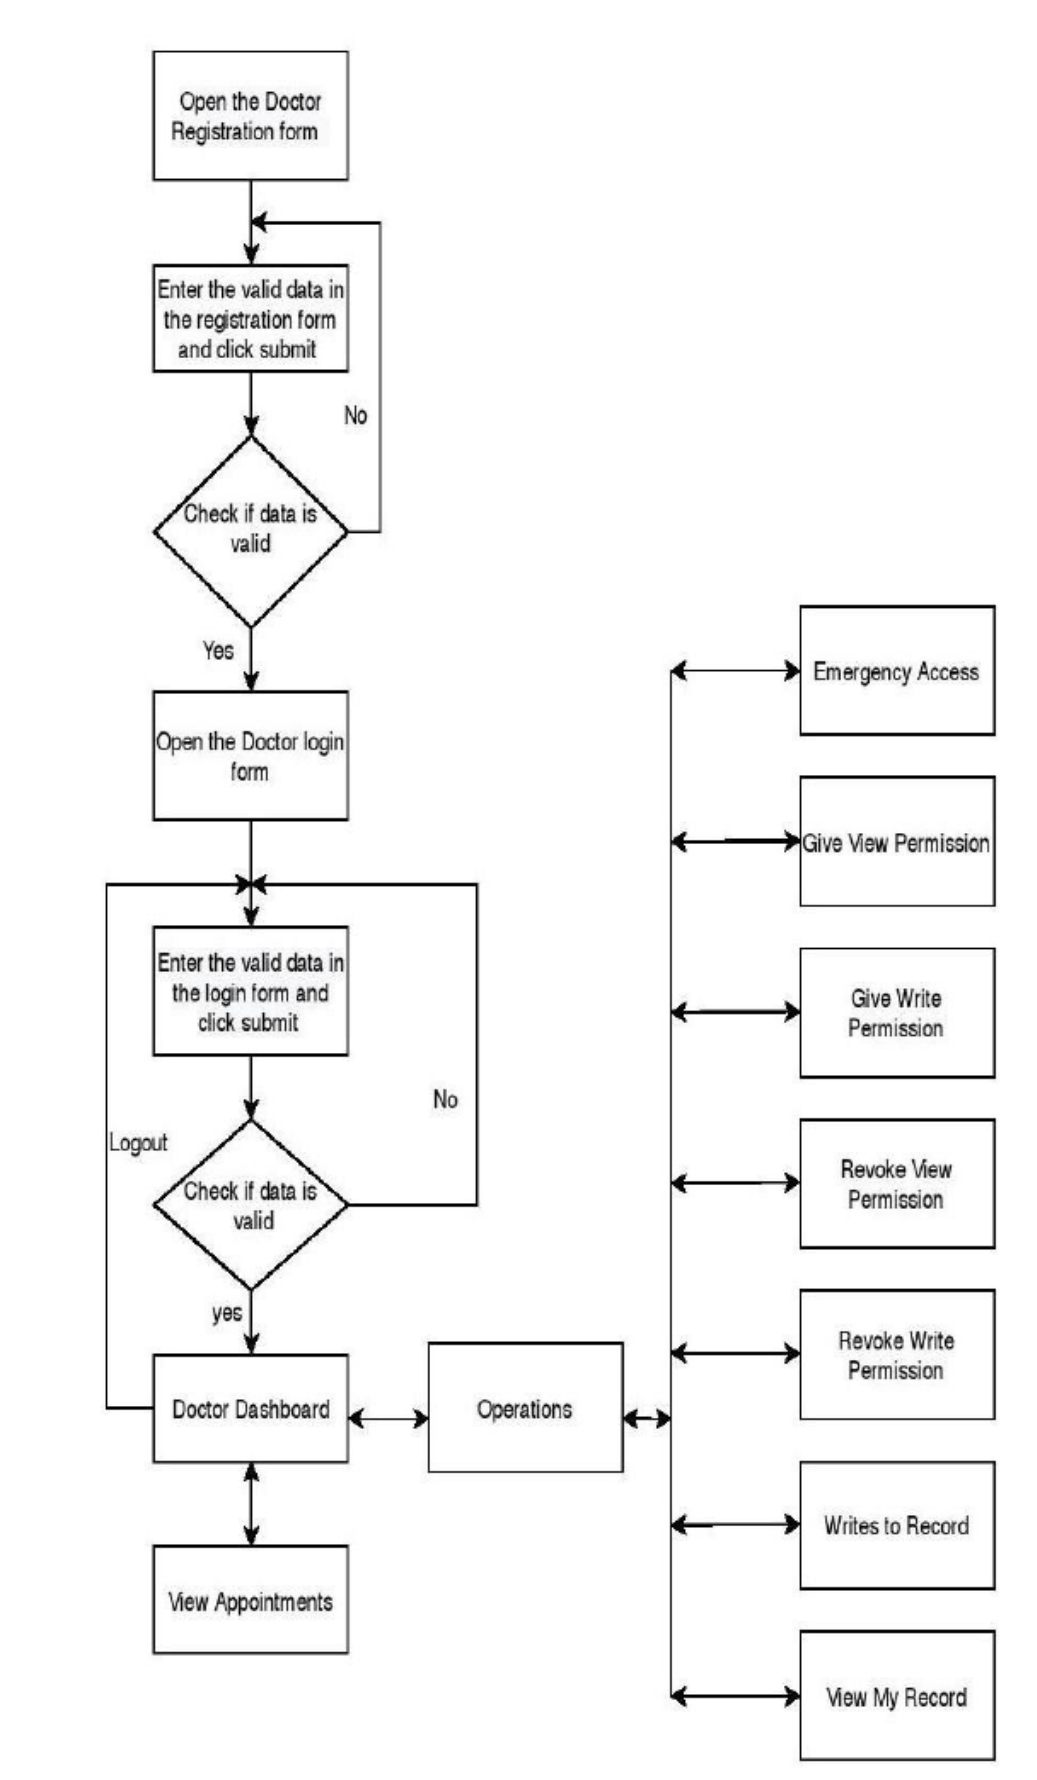 Open the Doctor
Registration form
Enter the valid data in
the registration form
and click submit
No
Check if data is
valid
Yes
Open the Doctor login
form
Enter the valid data in
the login form and
click submit
No
Logout
Check if data is
valid
yes
Doctor Dashboard
Operations
View Appointments
Emergency Access
Give View Permission
Give Write
Permission
Revoke View
Permission
Revoke Write
Permission
Writes to Record
View My Record